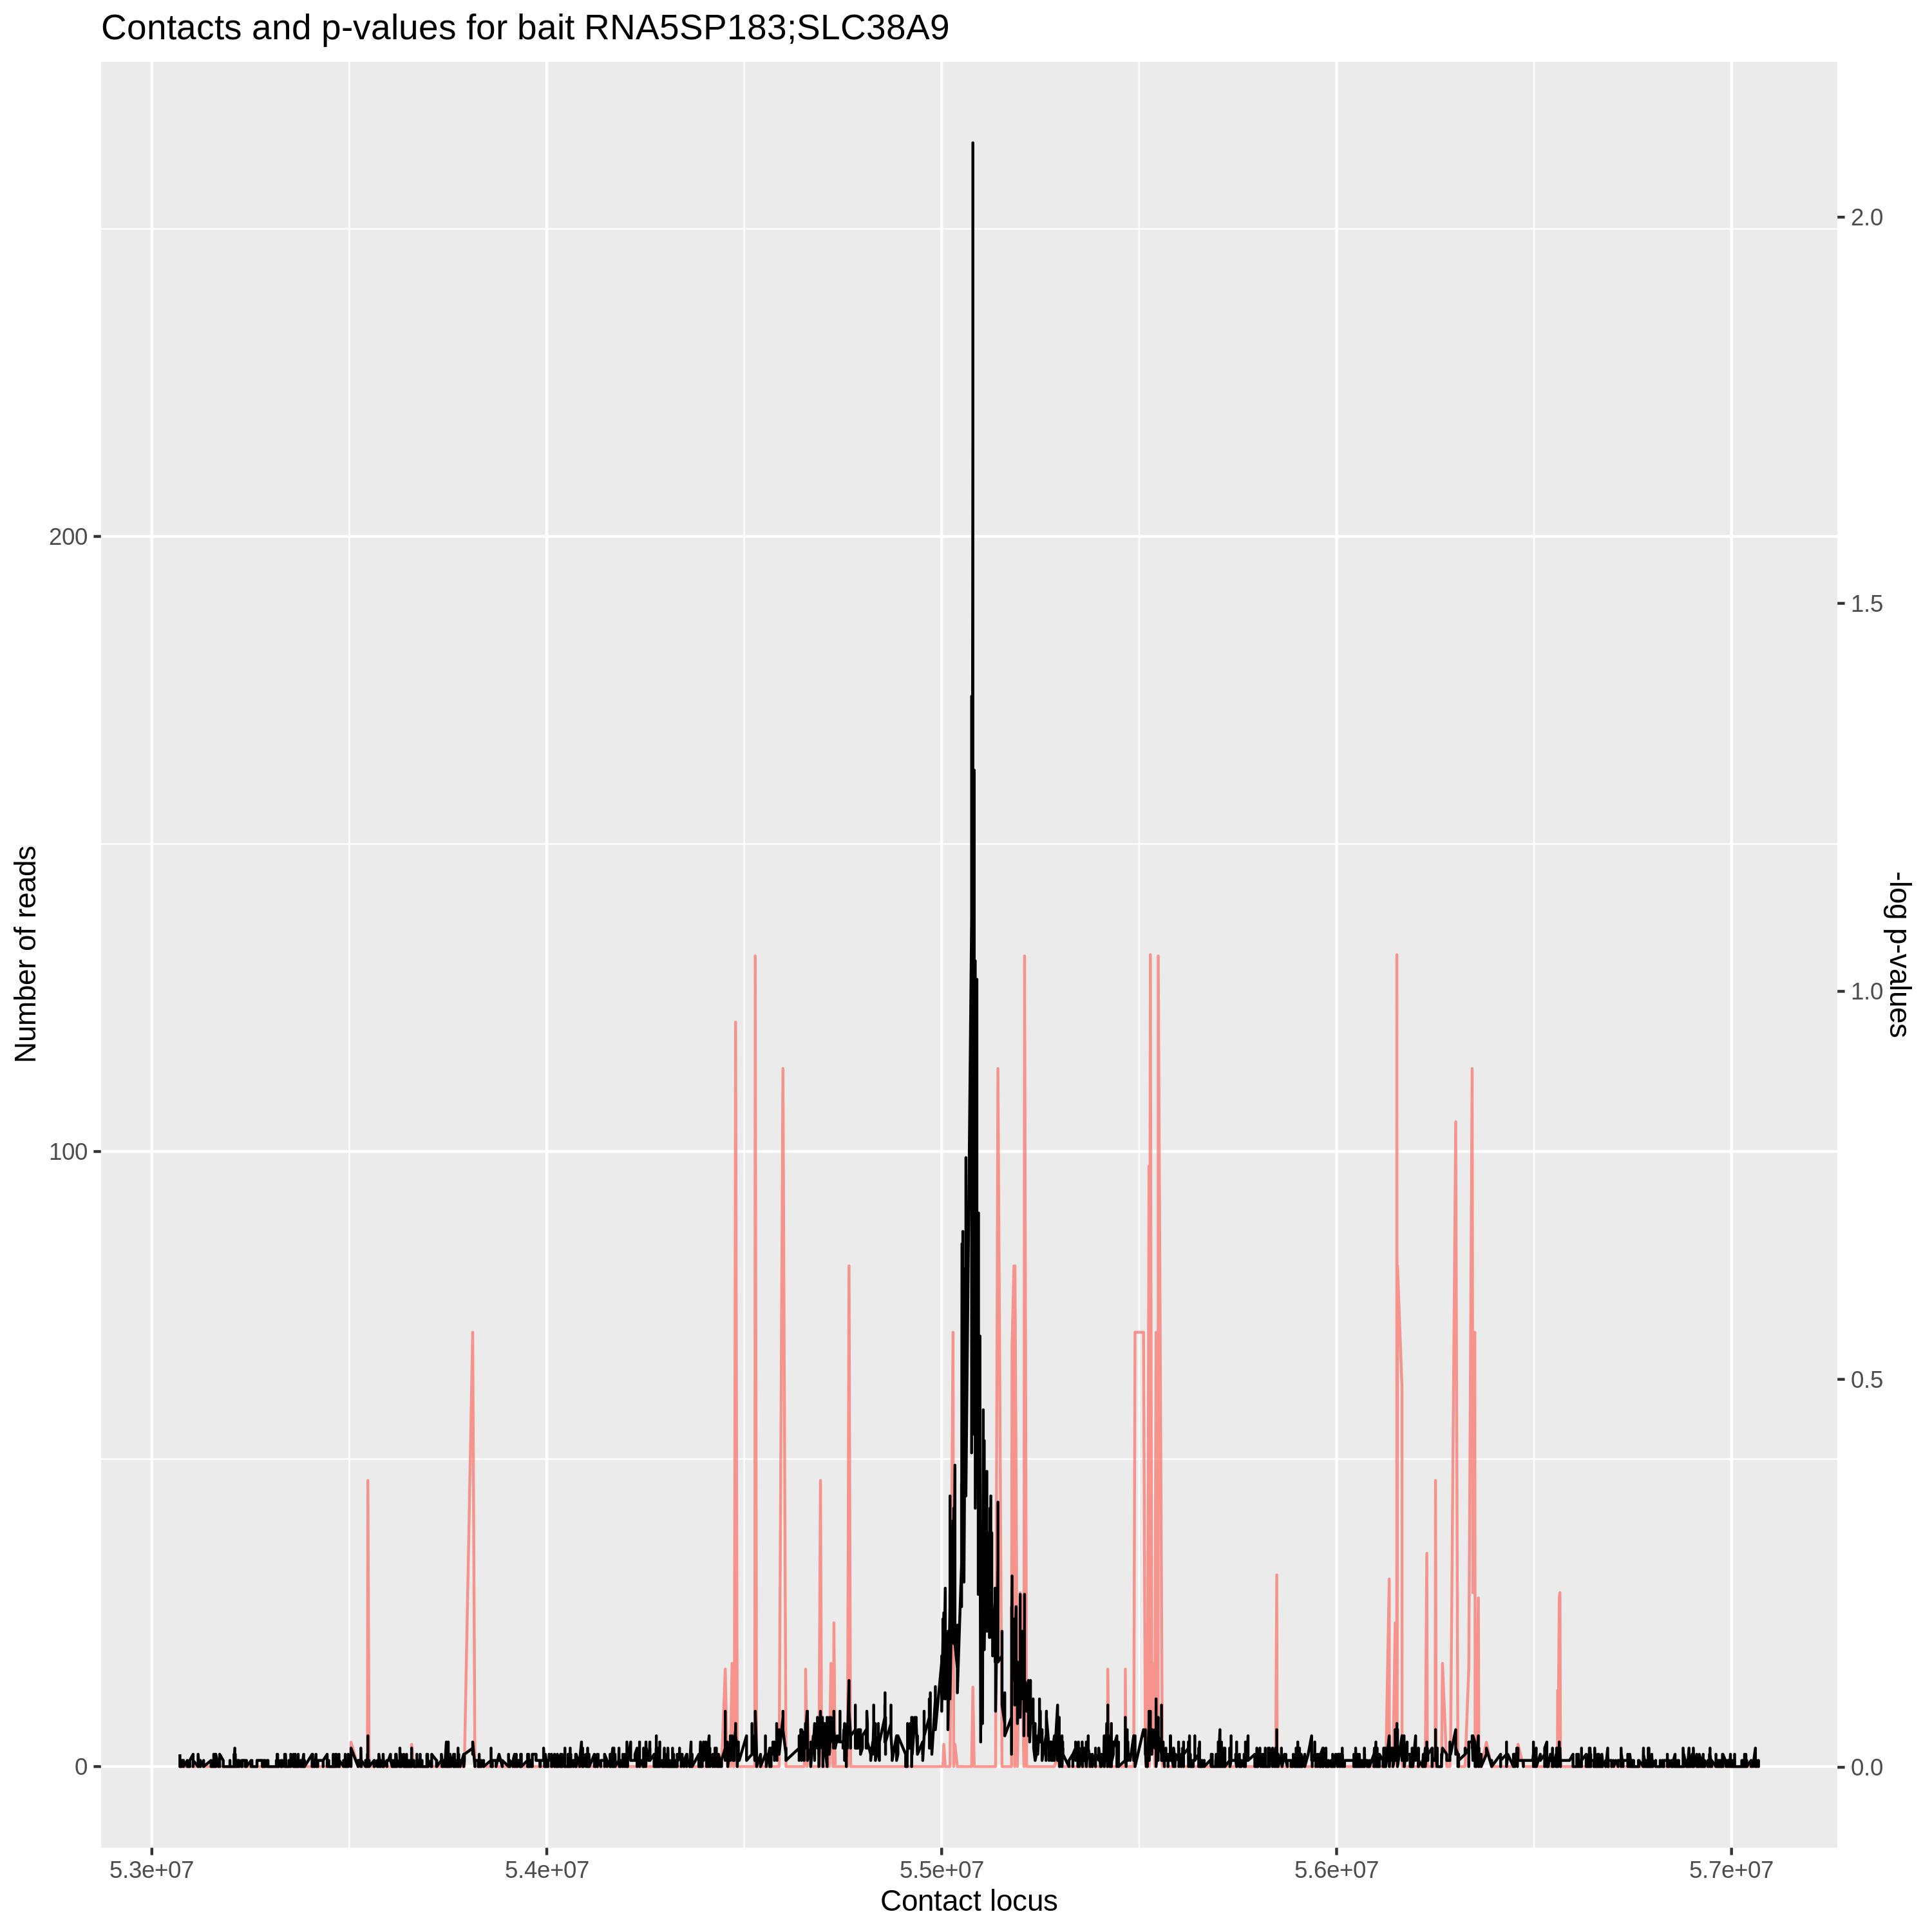 Contacts and p-values for bait RNA5SP183;SLC38A9
Number of reads
200
100
0
2.0
1.5
1.0
0.5
0.0
-log p-values
5.3e+07
5.4e+07
5.5e+07
5.6e+07
5.7e+07
Contact locus